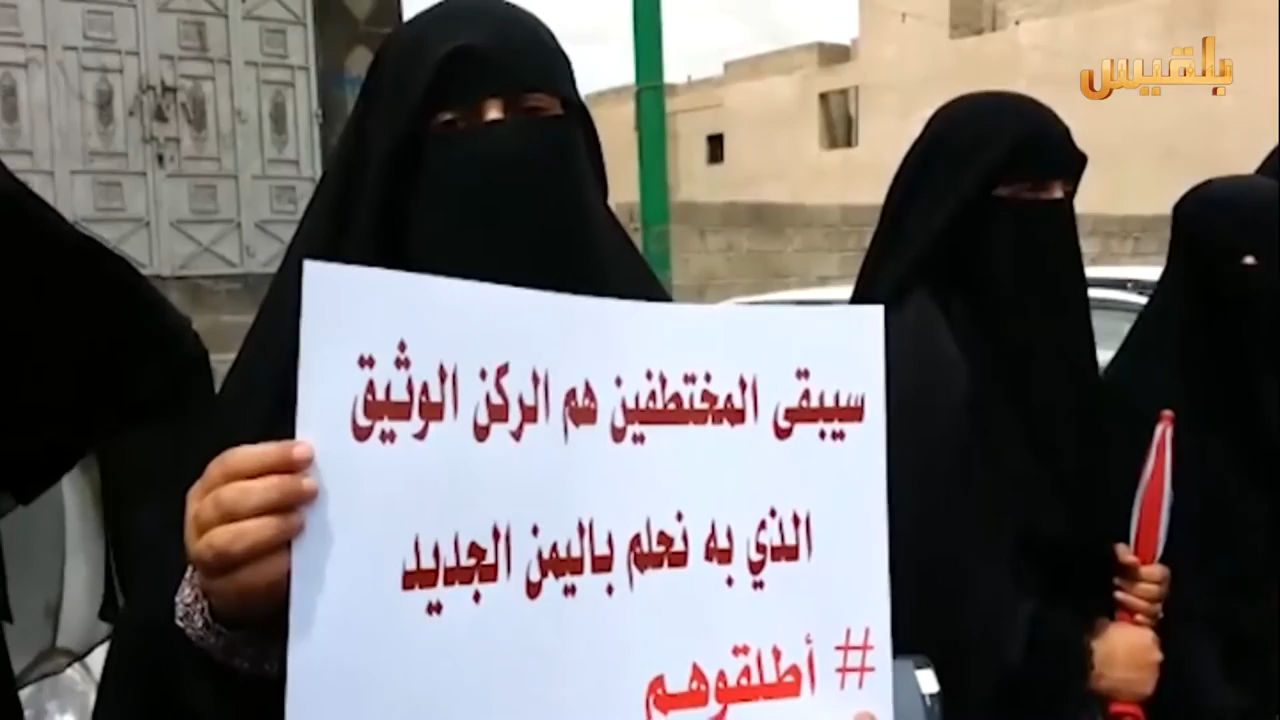 بلقيس
سيبقى المختطفين هم الركن الوثيق
الذي به نحلم باليمن الجديد
# أطلقوهم